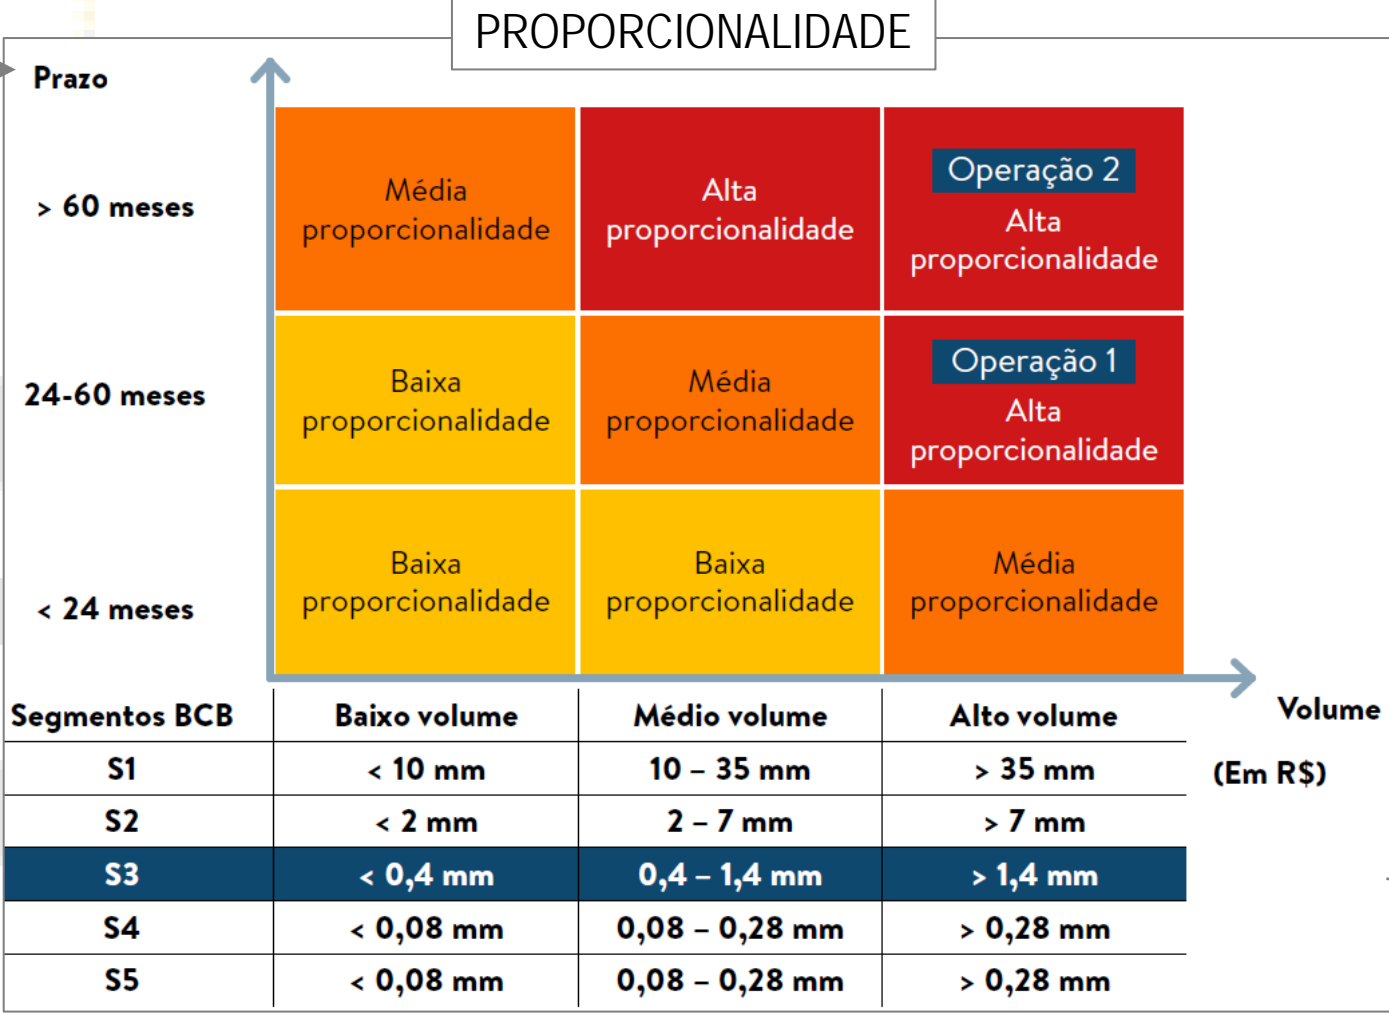 PROPORCIONALIDADE
Prazo
> 60 meses
Média
proporcionalidade
Alta
proporcionalidade
Operação 2
Alta
proporcionalidade
24-60 meses
Baixa
proporcionalidade
Média
proporcionalidade
Operação 1
Alta
proporcionalidade
< 24 meses
Baixa
proporcionalidade
Baixa
proporcionalidade
Média
proporcionalidade
Segmentos BCB Baixo volume Médio volume Alto volume Volume
S1 < 10 mm 10 – 35 mm > 35 mm (Em R$)
S2 < 2 mm 2 – 7 mm > 7 mm
S3 < 0,4 mm 0,4 – 1,4 mm > 1,4 mm
S4 < 0,08 mm 0,08 – 0,28 mm > 0,28 mm
S5 < 0,08 mm 0,08 – 0,28 mm > 0,28 mm